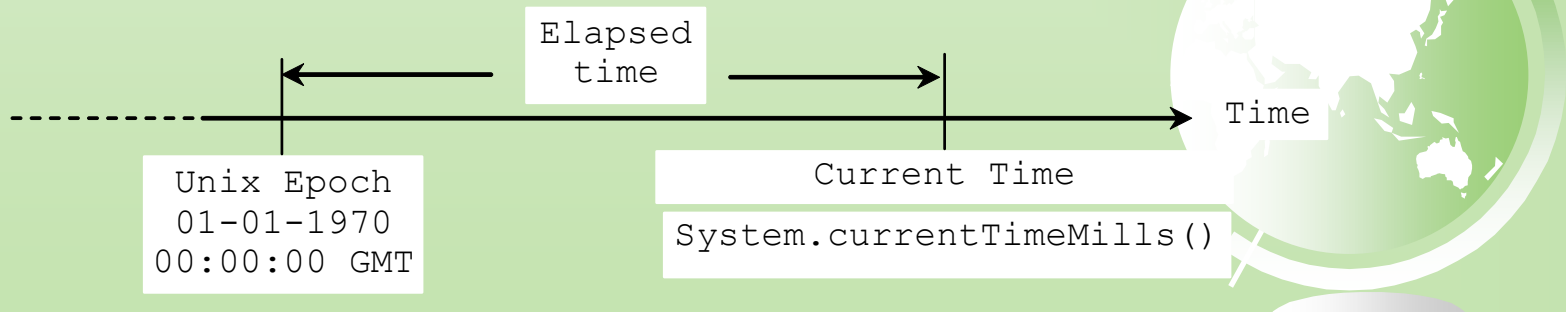 Elapsed
time
Time
Unix Epoch
01-01-1970
00:00:00 GMT
Current Time
System.currentTimeMills()